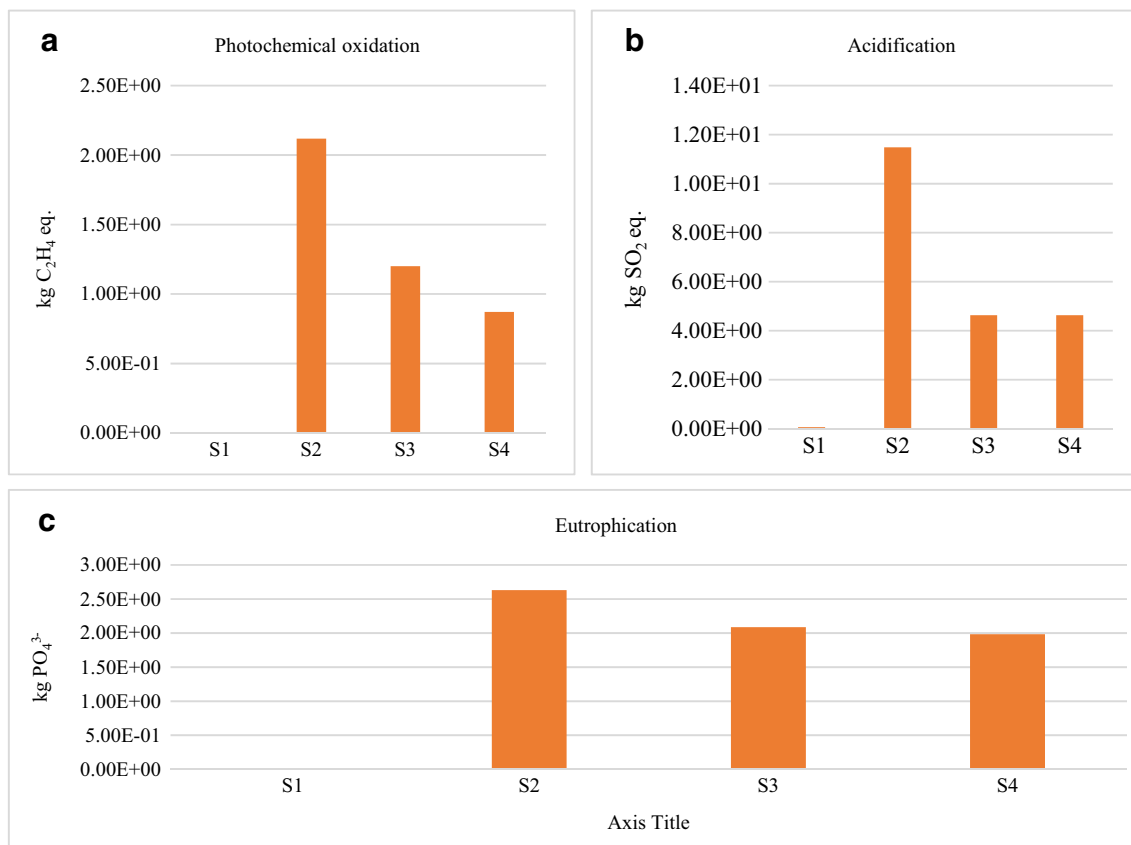 a
Photochemical oxidation
2.50E+00
2.00E+00
1.50E+00
1.00E+00
5.00E-01
0.00E+00
kg C₂H₄ eq.
S1 S2 S3 S4
b
Acidification
1.40E+01
1.20E+01
1.00E+01
8.00E+00
6.00E+00
4.00E+00
2.00E+00
0.00E+00
kg SO₂ eq.
S1 S2 S3 S4
c
Eutrophication
3.00E+00
2.50E+00
2.00E+00
1.50E+00
1.00E+00
5.00E-01
0.00E+00
kg PO₄³⁻
S1 S2 S3 S4
Axis Title